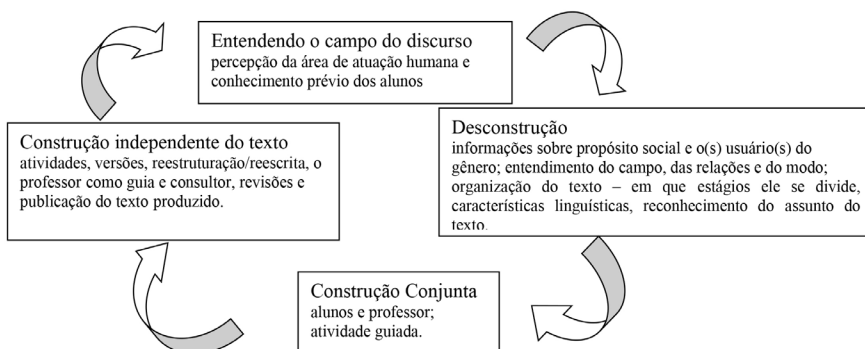 Entendendo o campo do discurso
percepção da área de atuação humana e
conhecimento prévio dos alunos
Desconstrução
informações sobre propósito social e o(s) usuário(s) do
gênero; entendimento do campo, das relações e do modo;
organização do texto – em que estágios ele se divide,
características linguísticas, reconhecimento do assunto do
texto.
Construção Conjunta
alunos e professor;
atividade guiada.
Construção independente do texto
atividades, versões, reestruturação/reescrita, o
professor como guia e consultor, revisões e
publicação do texto produzido.